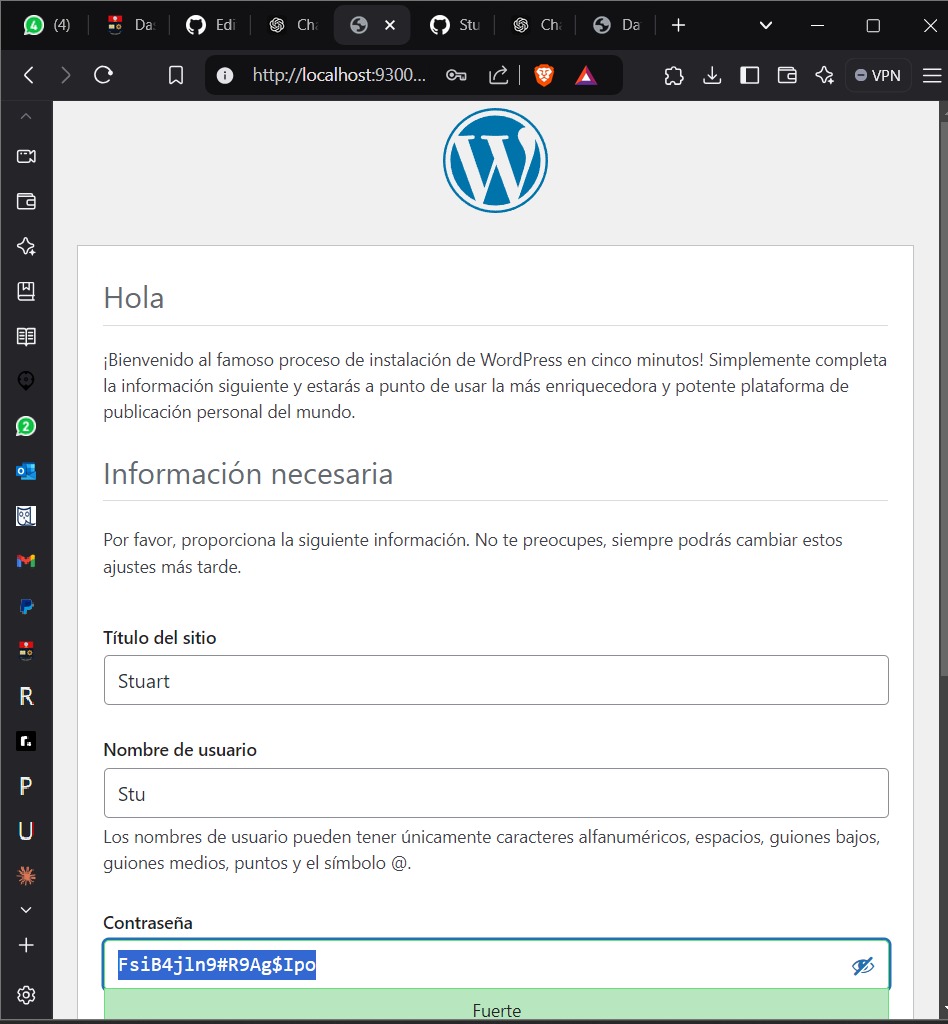 (4) Da Edi Cha Stu Cha Da
http://localhost:9300... VPN
Hola
¡Bienvenido al famoso proceso de instalación de WordPress en cinco minutos! Simplemente completa
la información siguiente y estarás a punto de usar la más enriquecedora y potente plataforma de
publicación personal del mundo.
Información necesaria
Por favor, proporciona la siguiente información. No te preocupes, siempre podrás cambiar estos
ajustes más tarde.
Título del sitio
Stuart
Nombre de usuario
Stu
Los nombres de usuario pueden tener únicamente caracteres alfanuméricos, espacios, guiones bajos,
guiones medios, puntos y el símbolo @.
Contraseña
FsiB4jln9#R9Ag$Ipo
Fuerte
2
R
P
U